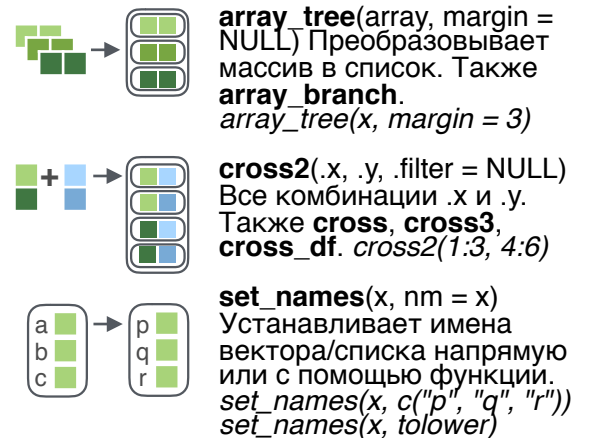 array_tree(array, margin =
NULL) Преобразовывает
массив в список. Также
array_branch.
array_tree(x, margin = 3)
+
cross2(.x, .y, .filter = NULL)
Все комбинации .x и .y.
Также cross, cross3,
cross_df. cross2(1:3, 4:6)
a
b
c
p
q
r
set_names(x, nm = x)
Устанавливает имена
вектора/списка напрямую
или с помощью функции.
set_names(x, c("p", "q", "r"))
set_names(x, tolower)